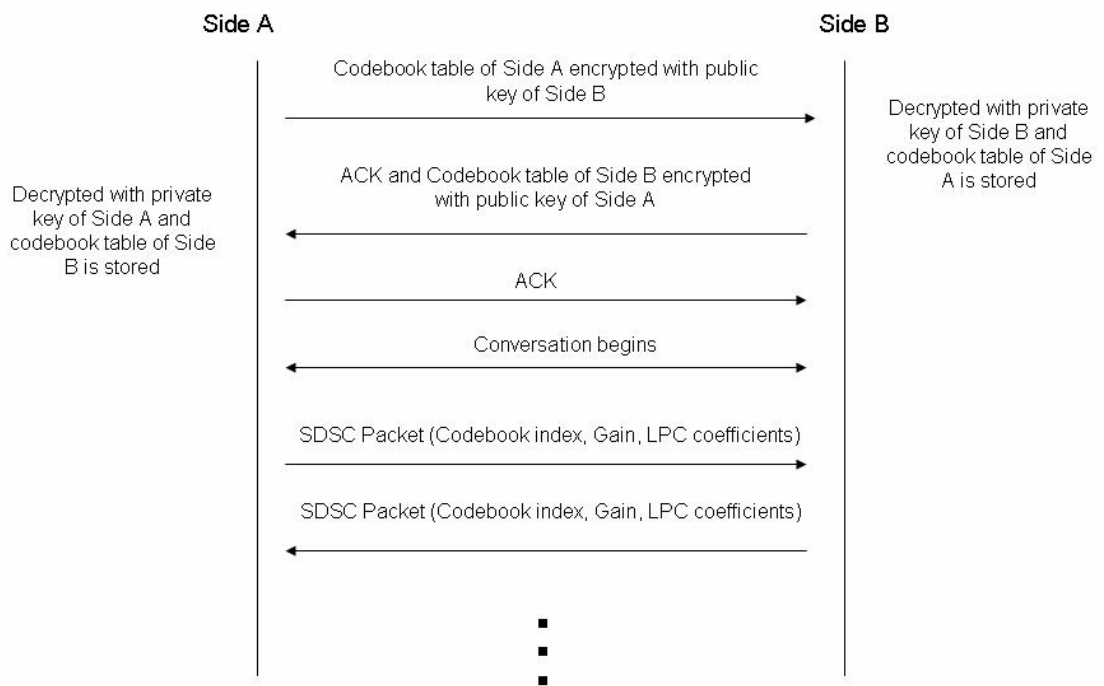 Side A
Side B
Codebook table of Side A encrypted with public
key of Side B
Decrypted with private
key of Side B and
codebook table of Side
A is stored
ACK and Codebook table of Side B encrypted
with public key of Side A
Decrypted with private
key of Side A and
codebook table of Side
B is stored
ACK
Conversation begins
SDSC Packet (Codebook index, Gain, LPC coefficients)
SDSC Packet (Codebook index, Gain, LPC coefficients)